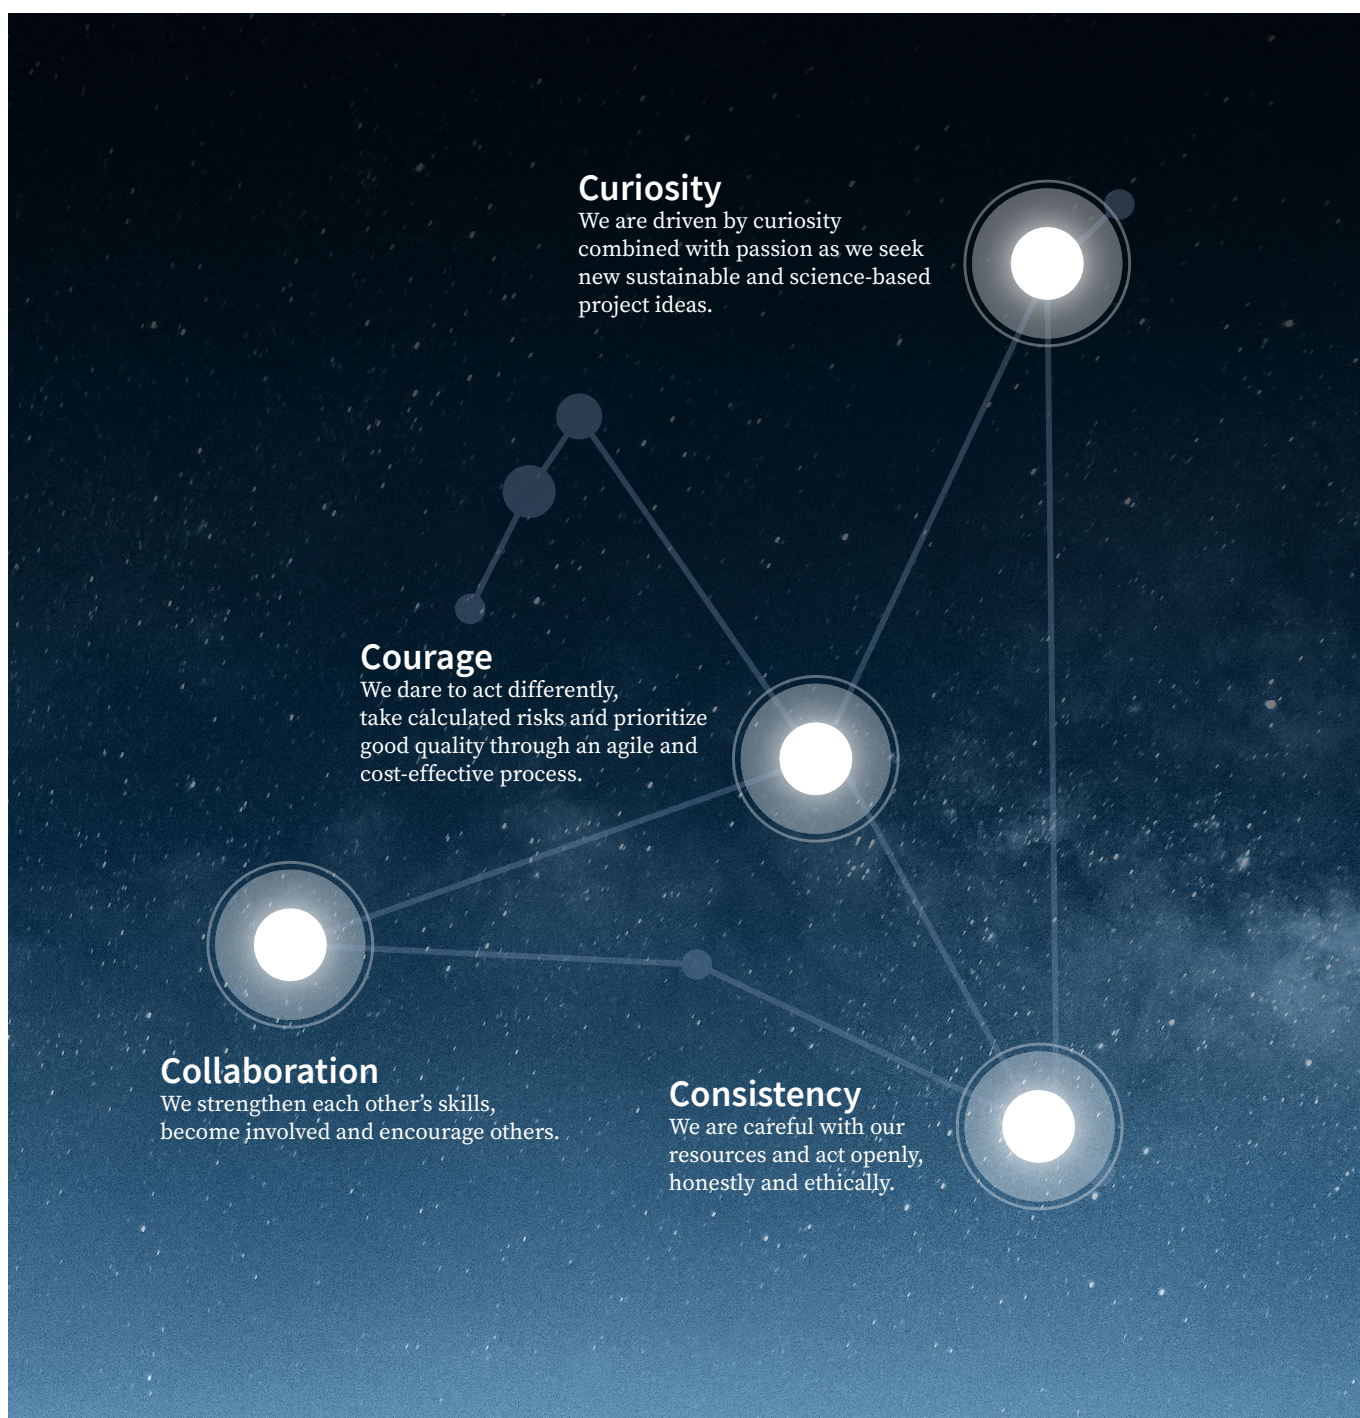 Curiosity
We are driven by curiosity
combined with passion as we seek
new sustainable and science-based
project ideas.
Courage
We dare to act differently,
take calculated risks and prioritize
good quality through an agile and
cost-effective process.
Collaboration
We strengthen each other’s skills,
become involved and encourage others.
Consistency
We are careful with our
resources and act openly,
honestly and ethically.